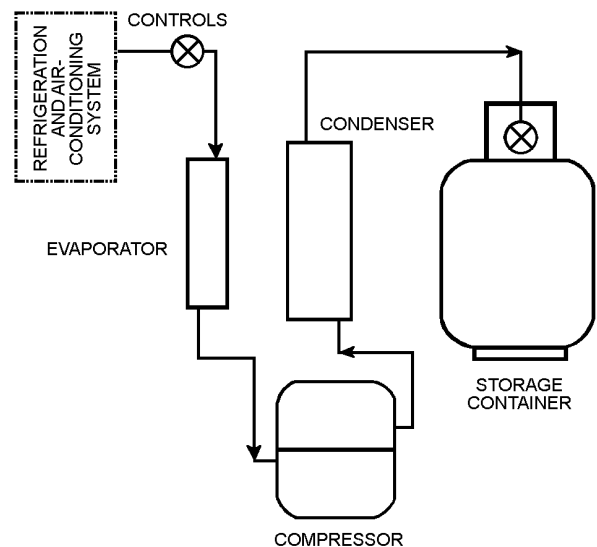 CONTROLS
REFRIGERATION
AND AIR-
CONDITIONING
SYSTEM
CONDENSER
EVAPORATOR
STORAGE
CONTAINER
COMPRESSOR